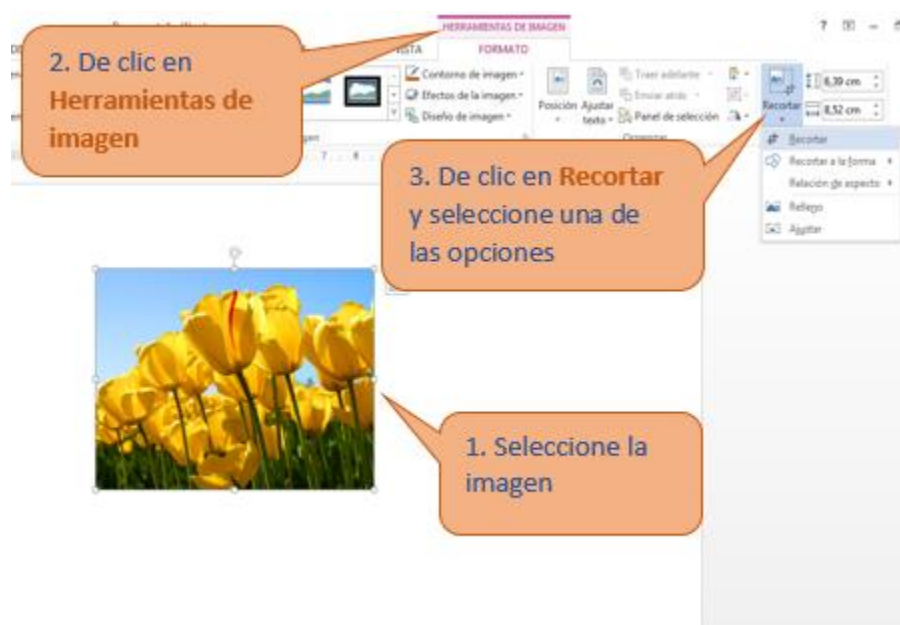 HERRAMIENTAS DE IMAGEN
FORMATO
2. De clic en
Herramientas de
imagen
Contorno de imagen
Efectos de la imagen
Diseño de imagen
Posición
Ajustar
texto
Traer adelante
Enviar atrás
Panel de selección
Organizar
Recortar
6,39 cm
8,52 cm
Recortar
Recortar a la forma
Relación de aspecto
Relleno
Ajustar
7 . 8
3. De clic en Recortar
y seleccione una de
las opciones
1. Seleccione la
imagen